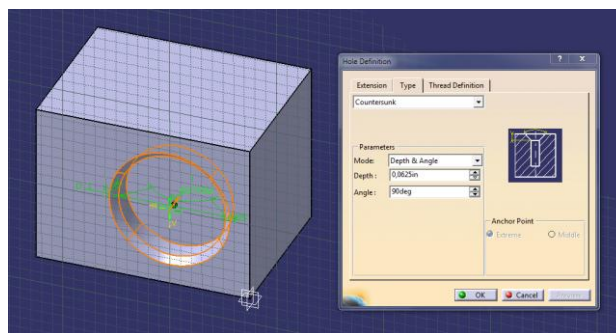 Hole Definition
Extension Type Thread Definition
Countersunk
Parameters
Mode: Depth & Angle
Depth : 0,0625in
Angle : 90deg
Anchor Point
Extreme Middle
OK Cancel